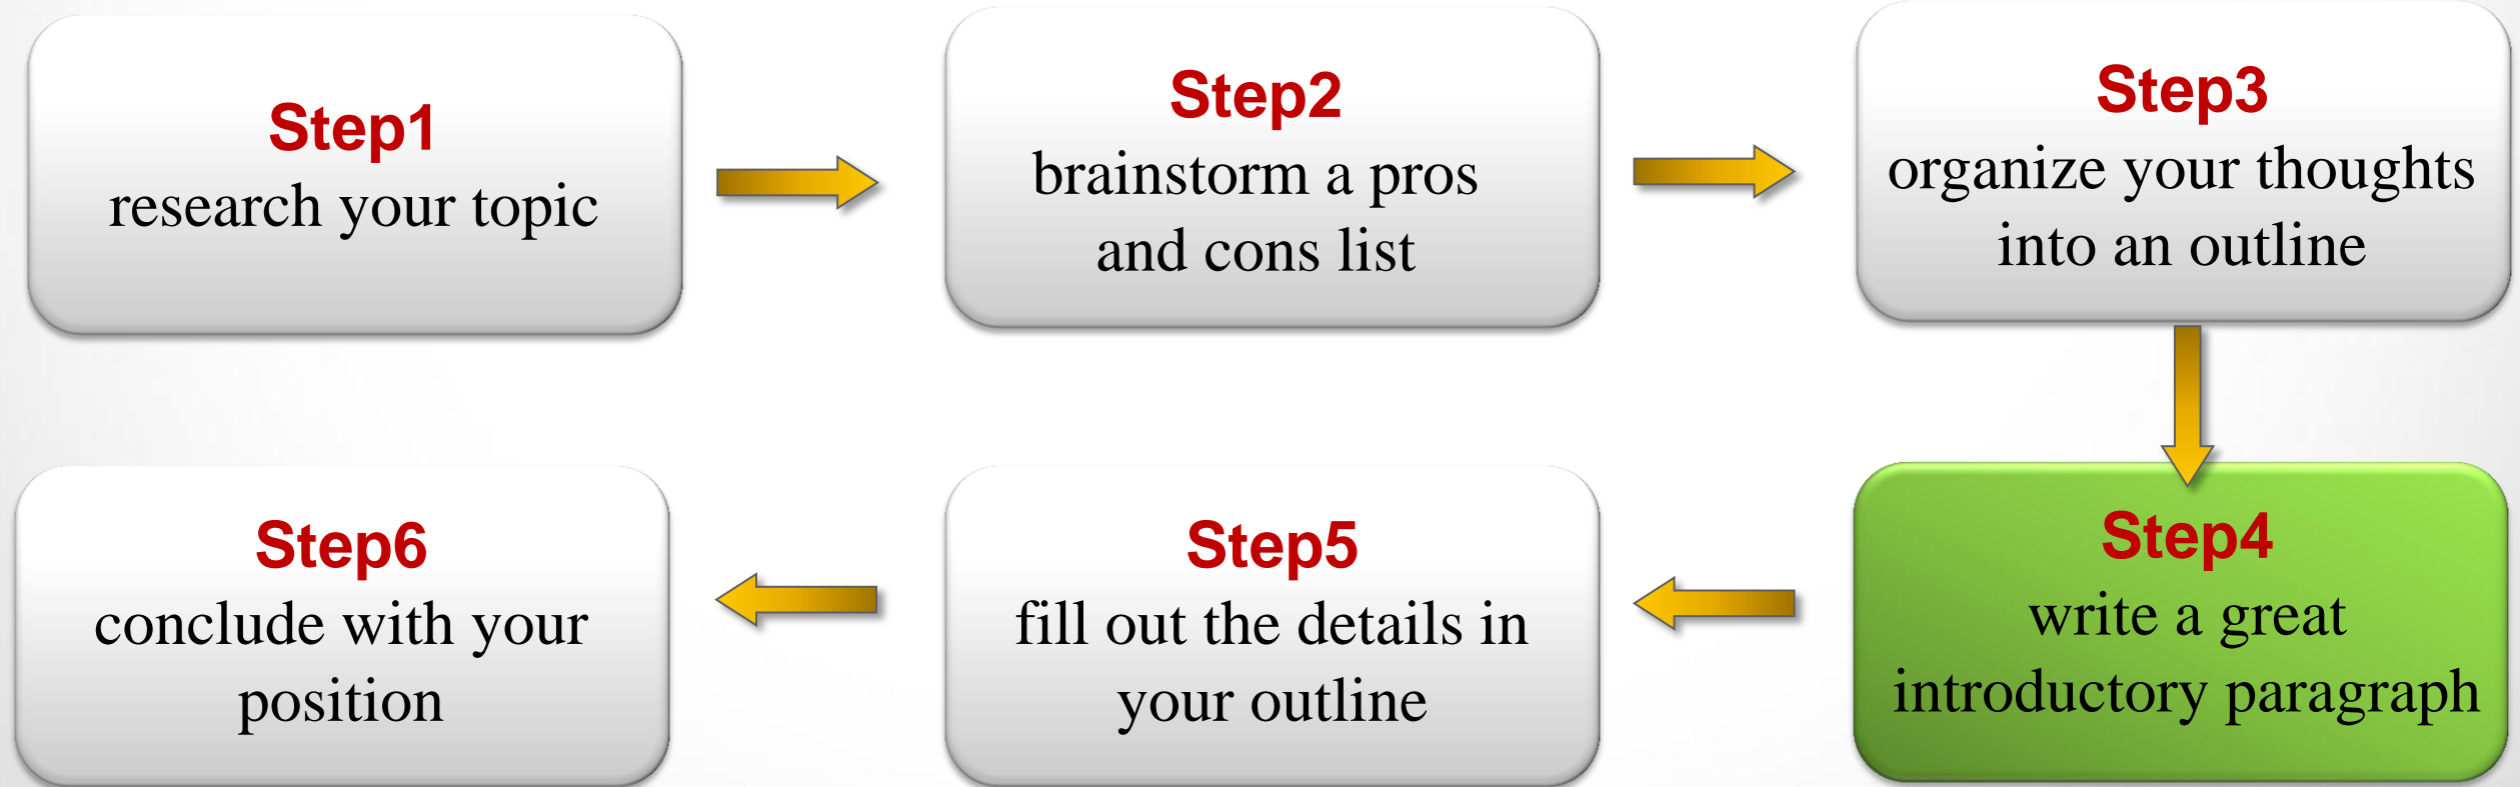 Step1
research your topic
Step2
brainstorm a pros
and cons list
Step3
organize your thoughts
into an outline
Step4
write a great
introductory paragraph
Step5
fill out the details in
your outline
Step6
conclude with your
position